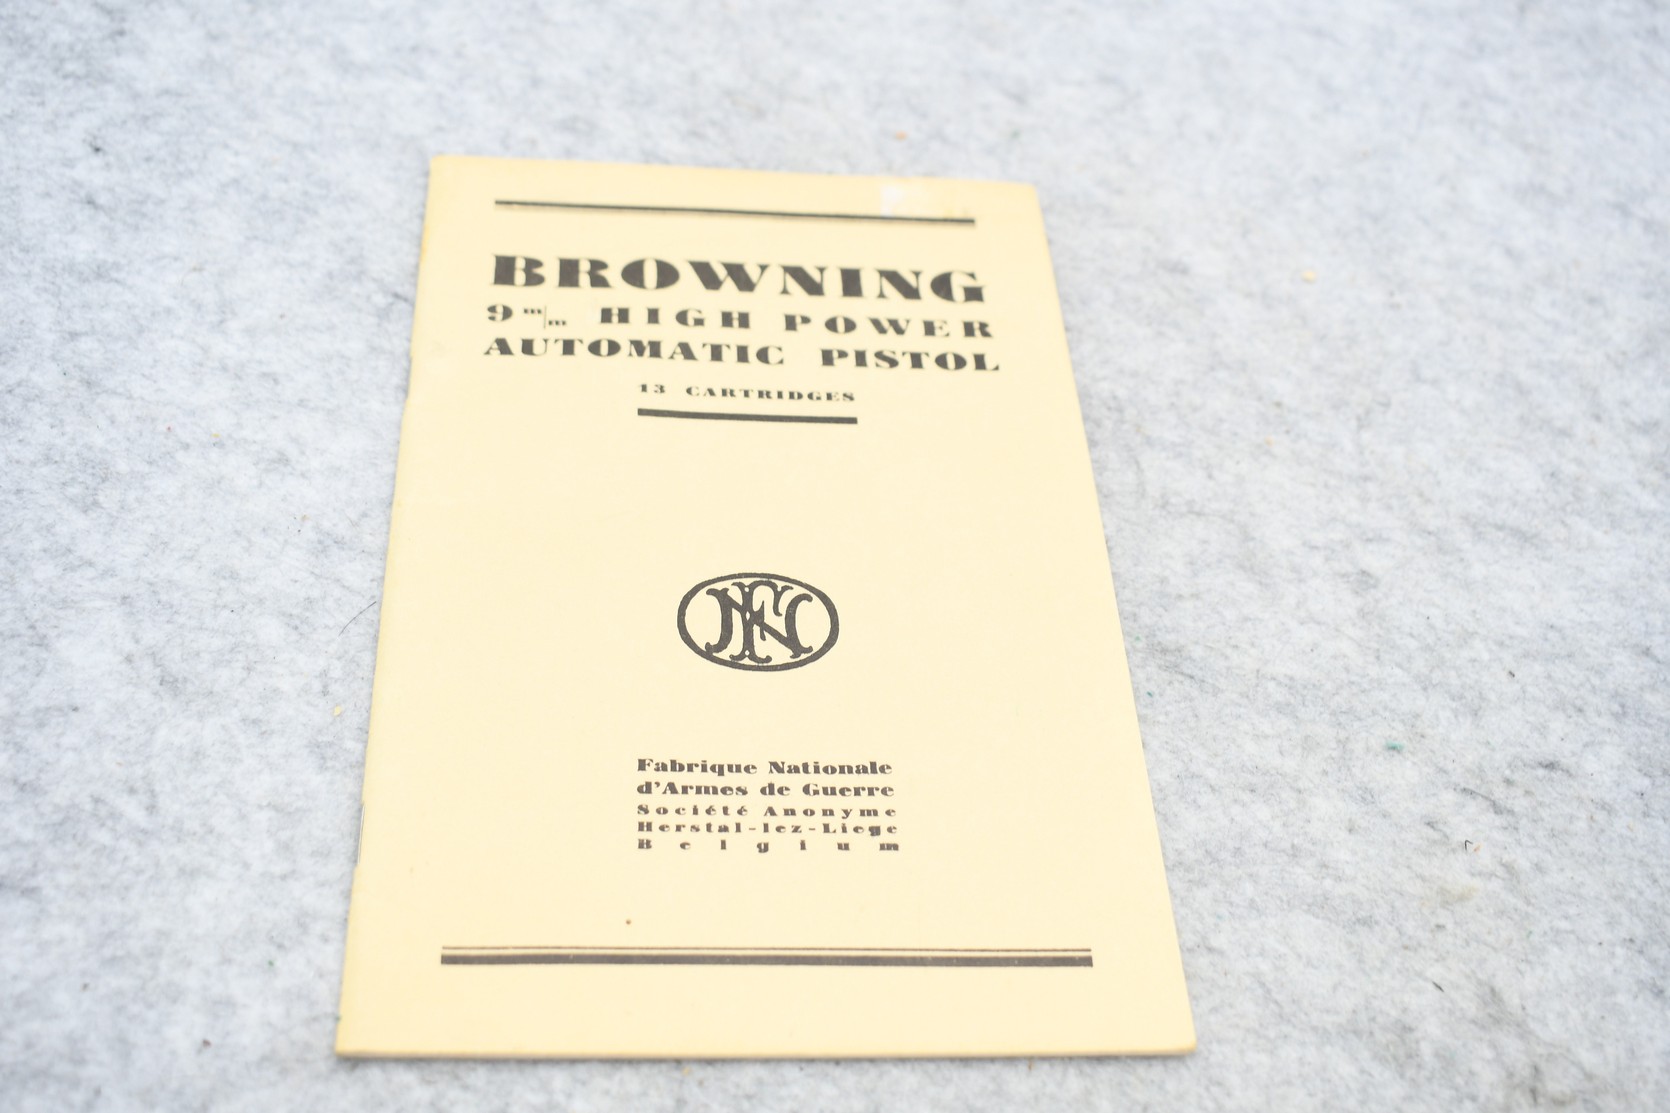 BROWNING
9 m/m HIGH POWER
AUTOMATIC PISTOL
13 CARTRIDGES
FN
Fabrique Nationale
d'Armes de Guerre
Société Anonyme
Herstal-lez-Liege
Belgium